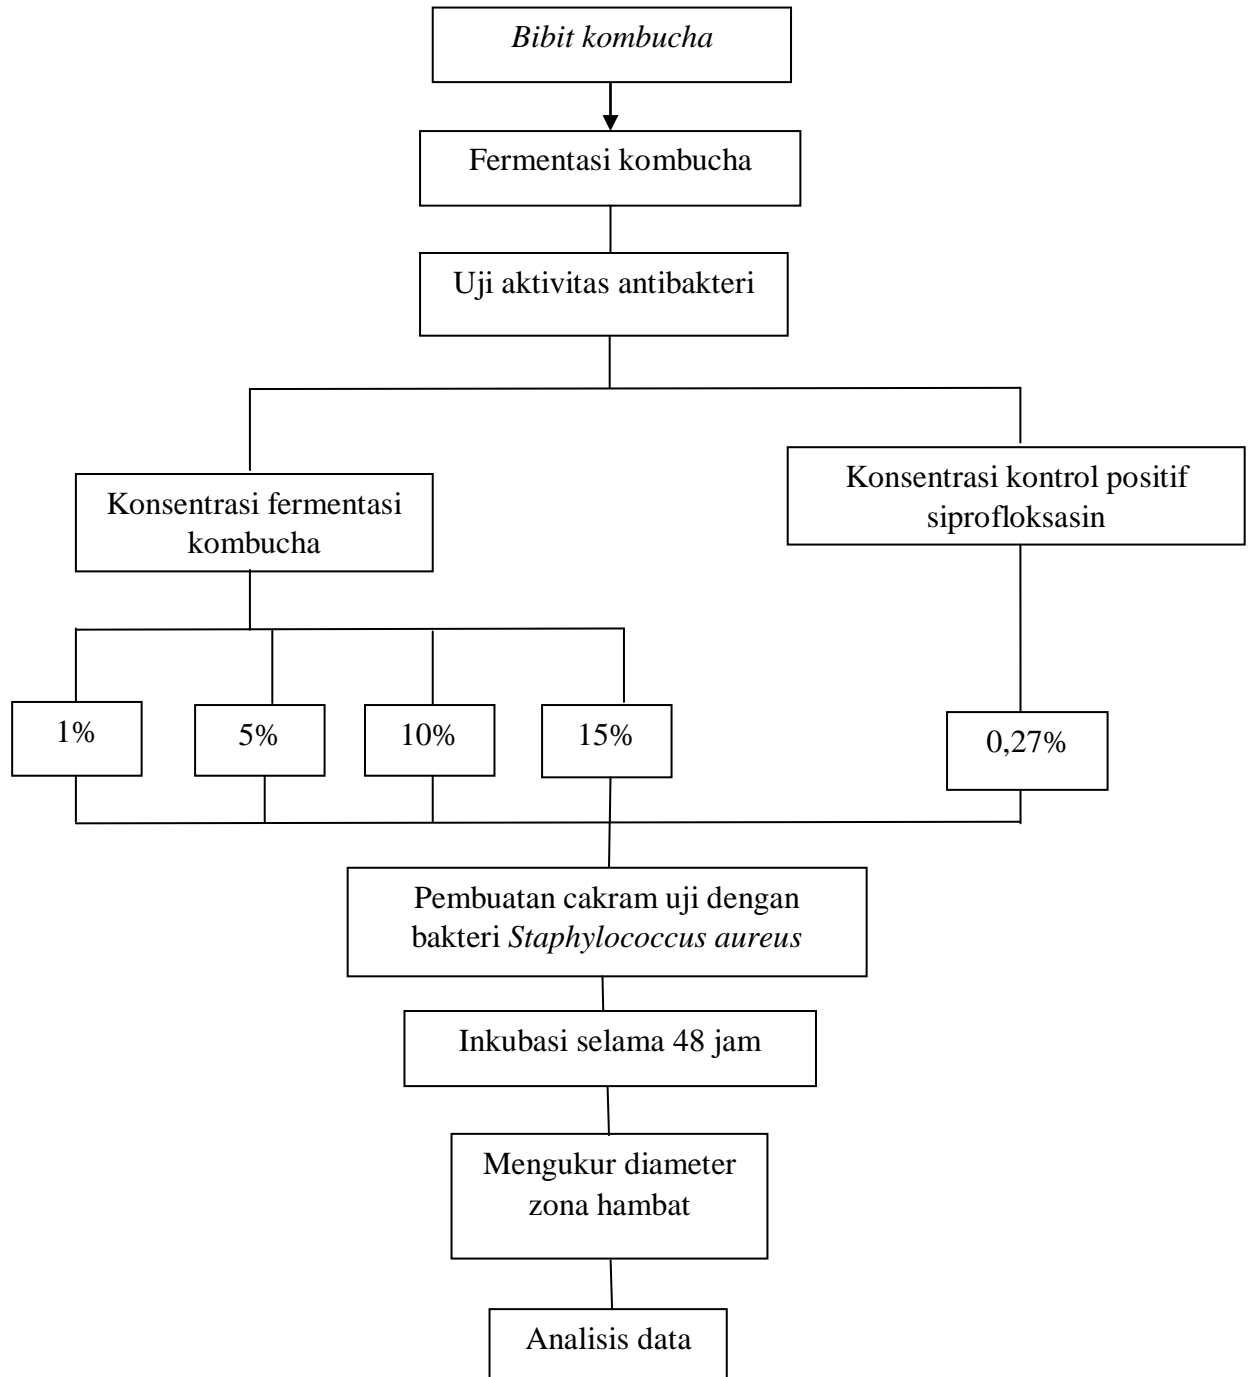 Bibit kombucha
Fermentasi kombucha
Uji aktivitas antibakteri
Konsentrasi fermentasi
kombucha
Konsentrasi kontrol positif
siprofloksasin
1%
5%
10%
15%
0,27%
Pembuatan cakram uji dengan
bakteri Staphylococcus aureus
Inkubasi selama 48 jam
Mengukur diameter
zona hambat
Analisis data